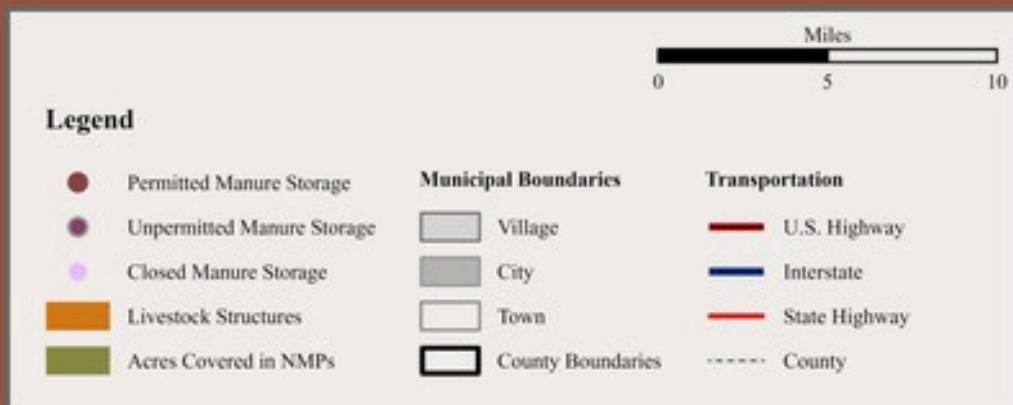 Miles
0 5 10
Legend
Permitted Manure Storage
Unpermitted Manure Storage
Closed Manure Storage
Livestock Structures
Acres Covered in NMPs
Municipal Boundaries
Village
City
Town
County Boundaries
Transportation
U.S. Highway
Interstate
State Highway
County